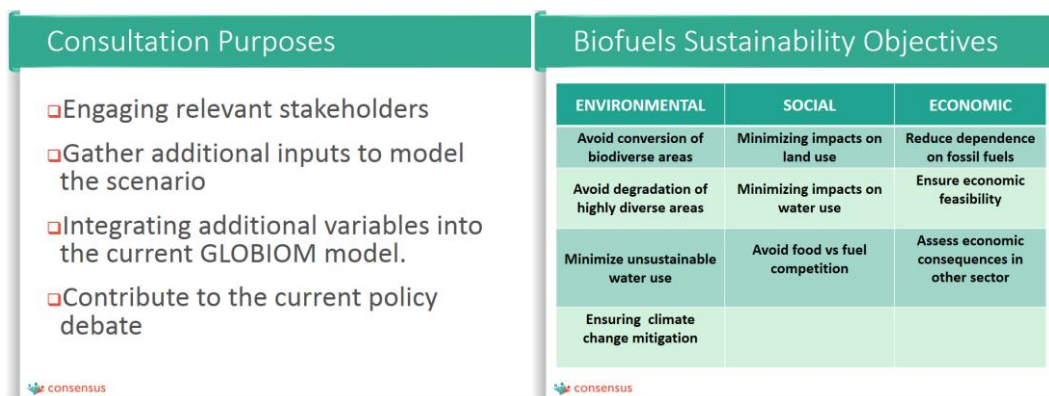 Consultation Purposes
Engaging relevant stakeholders
Gather additional inputs to model
the scenario
Integrating additional variables into
the current GLOBIOM model.
Contribute to the current policy
debate
consensus
Biofuels Sustainability Objectives
ENVIRONMENTAL SOCIAL ECONOMIC
Avoid conversion of Minimizing impacts on Reduce dependence
biodiverse areas land use on fossil fuels
Avoid degradation of Minimizing impacts on Ensure economic
highly diverse areas water use feasibility
Minimize unsustainable Avoid food vs fuel Assess economic
water use competition consequences in
other sector
Ensuring climate
change mitigation
consensus